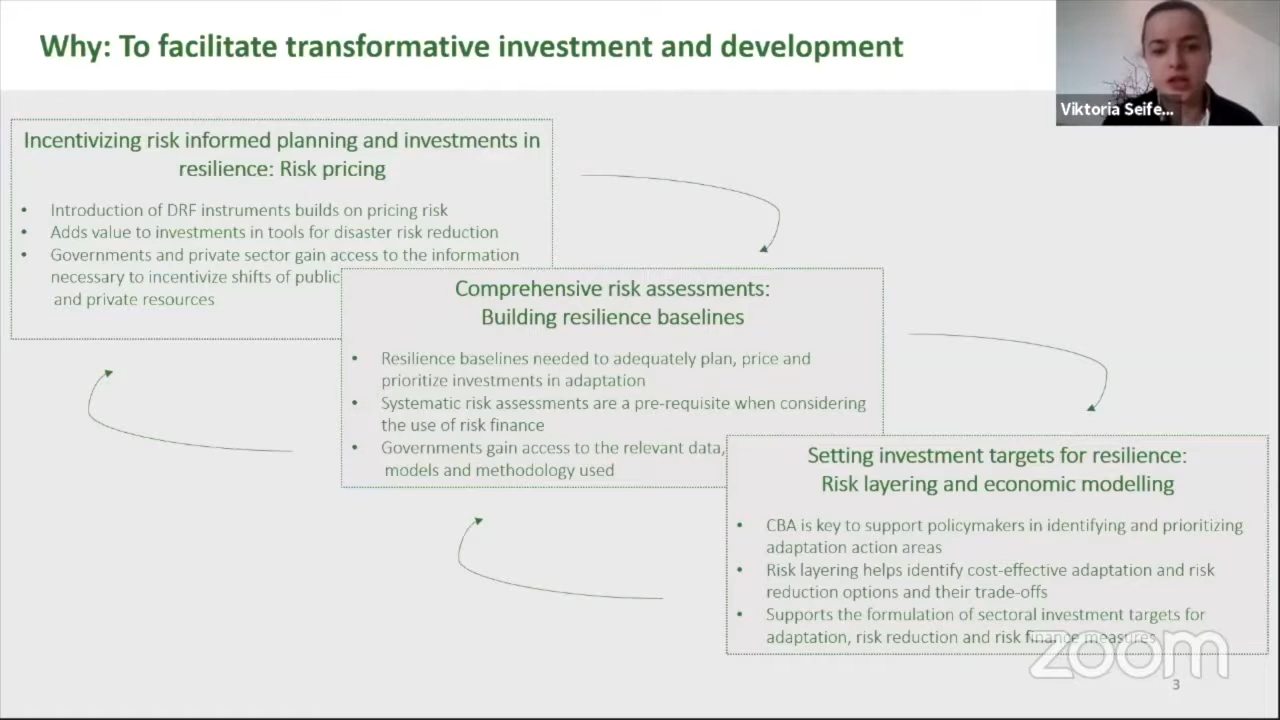 Why: To facilitate transformative investment and development
Viktoria Seife...
Incentivizing risk informed planning and investments in
resilience: Risk pricing
• Introduction of DRF instruments builds on pricing risk
• Adds value to investments in tools for disaster risk reduction
• Governments and private sector gain access to the information
necessary to incentivize shifts of public
and private resources
Comprehensive risk assessments:
Building resilience baselines
• Resilience baselines needed to adequately plan, price and
prioritize investments in adaptation
• Systematic risk assessments are a pre-requisite when considering
the use of risk finance
• Governments gain access to the relevant data,
models and methodology used
Setting investment targets for resilience:
Risk layering and economic modelling
• CBA is key to support policymakers in identifying and prioritizing
adaptation action areas
• Risk layering helps identify cost-effective adaptation and risk
reduction options and their trade-offs
• Supports the formulation of sectoral investment targets for
adaptation, risk reduction and risk finance measures
zoom
3